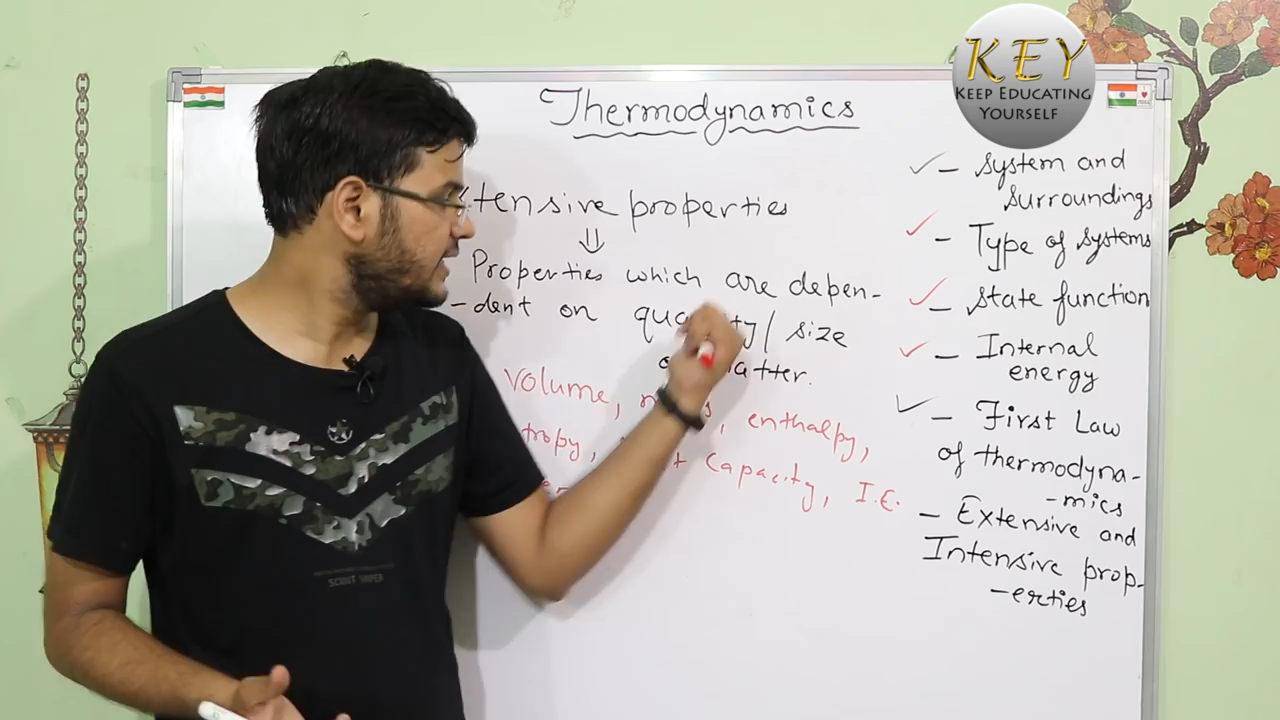 KEY
KEEP EDUCATING
YOURSELF
Thermodynamics
tensive properties
⇓
Properties which are depen-
-dent on size
atter.
volume, enthalpy,
tropy, Capacity, I.E.
✓ - System and
surroundings
✓ - Type of systems
✓ - state function
✓ - Internal
energy
✓ - First Law
of thermodyna-
-mics
- Extensive and
Intensive prop-
-erties
SCOUT SNIPER